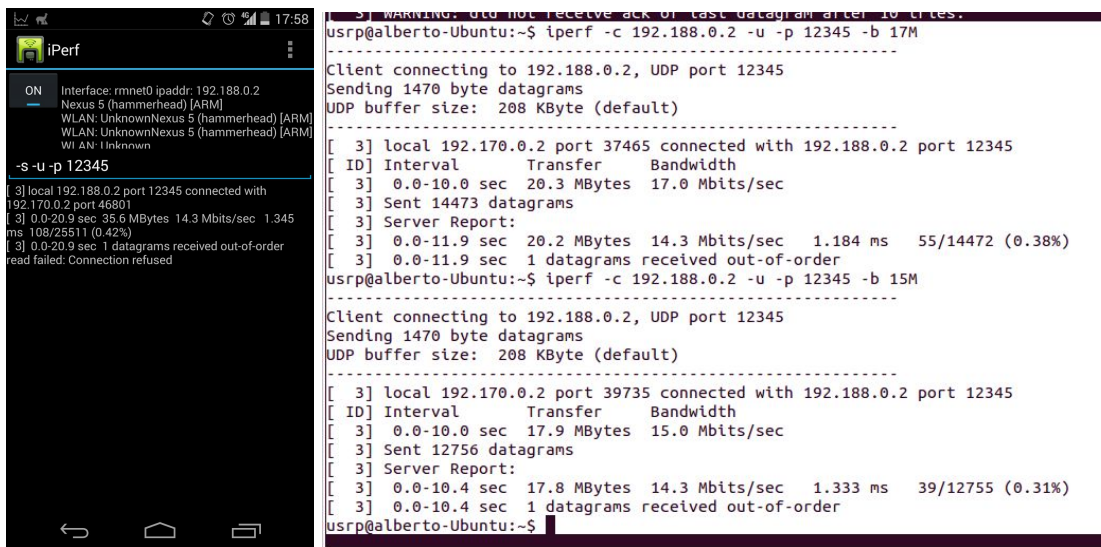 4G 17:58
iPerf
ON
Interface: rmnet0 ipaddr: 192.188.0.2
Nexus 5 (hammerhead) [ARM]
WLAN: UnknownNexus 5 (hammerhead) [ARM]
WLAN: UnknownNexus 5 (hammerhead) [ARM]
WLAN: Unknown
-s -u -p 12345
[ 3] local 192.188.0.2 port 12345 connected with
192.170.0.2 port 46801
[ 3] 0.0-20.9 sec 35.6 MBytes 14.3 Mbits/sec 1.345
ms 108/25511 (0.42%)
[ 3] 0.0-20.9 sec 1 datagrams received out-of-order
read failed: Connection refused
[ 3] WARNING: did not receive ack of last datagram after 10 tries.
usrp@alberto-Ubuntu:~$ iperf -c 192.188.0.2 -u -p 12345 -b 17M
------------------------------------------------------------
Client connecting to 192.188.0.2, UDP port 12345
Sending 1470 byte datagrams
UDP buffer size: 208 KByte (default)
------------------------------------------------------------
[ 3] local 192.170.0.2 port 37465 connected with 192.188.0.2 port 12345
[ ID] Interval Transfer Bandwidth
[ 3] 0.0-10.0 sec 20.3 MBytes 17.0 Mbits/sec
[ 3] Sent 14473 datagrams
[ 3] Server Report:
[ 3] 0.0-11.9 sec 20.2 MBytes 14.3 Mbits/sec 1.184 ms 55/14472 (0.38%)
[ 3] 0.0-11.9 sec 1 datagrams received out-of-order
usrp@alberto-Ubuntu:~$ iperf -c 192.188.0.2 -u -p 12345 -b 15M
------------------------------------------------------------
Client connecting to 192.188.0.2, UDP port 12345
Sending 1470 byte datagrams
UDP buffer size: 208 KByte (default)
------------------------------------------------------------
[ 3] local 192.170.0.2 port 39735 connected with 192.188.0.2 port 12345
[ ID] Interval Transfer Bandwidth
[ 3] 0.0-10.0 sec 17.9 MBytes 15.0 Mbits/sec
[ 3] Sent 12756 datagrams
[ 3] Server Report:
[ 3] 0.0-10.4 sec 17.8 MBytes 14.3 Mbits/sec 1.333 ms 39/12755 (0.31%)
[ 3] 0.0-10.4 sec 1 datagrams received out-of-order
usrp@alberto-Ubuntu:~$